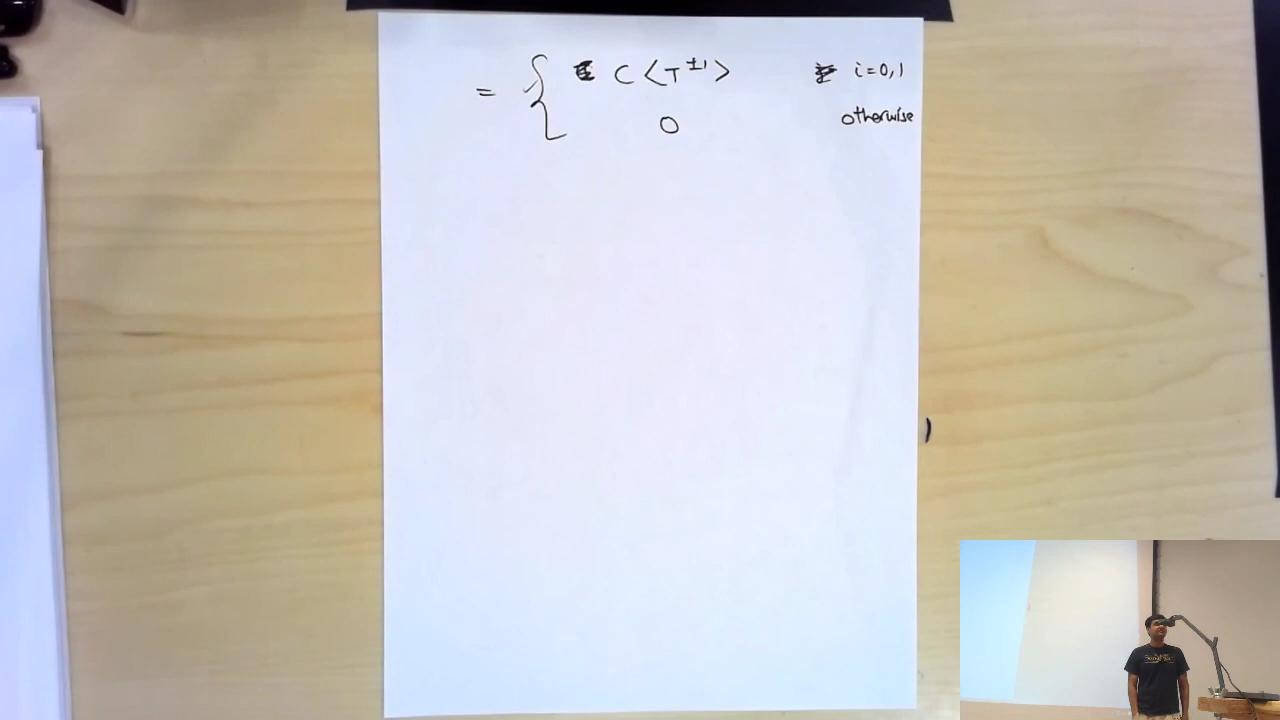 = { C ⟨T^{±1}⟩ i=0,1
0 otherwise